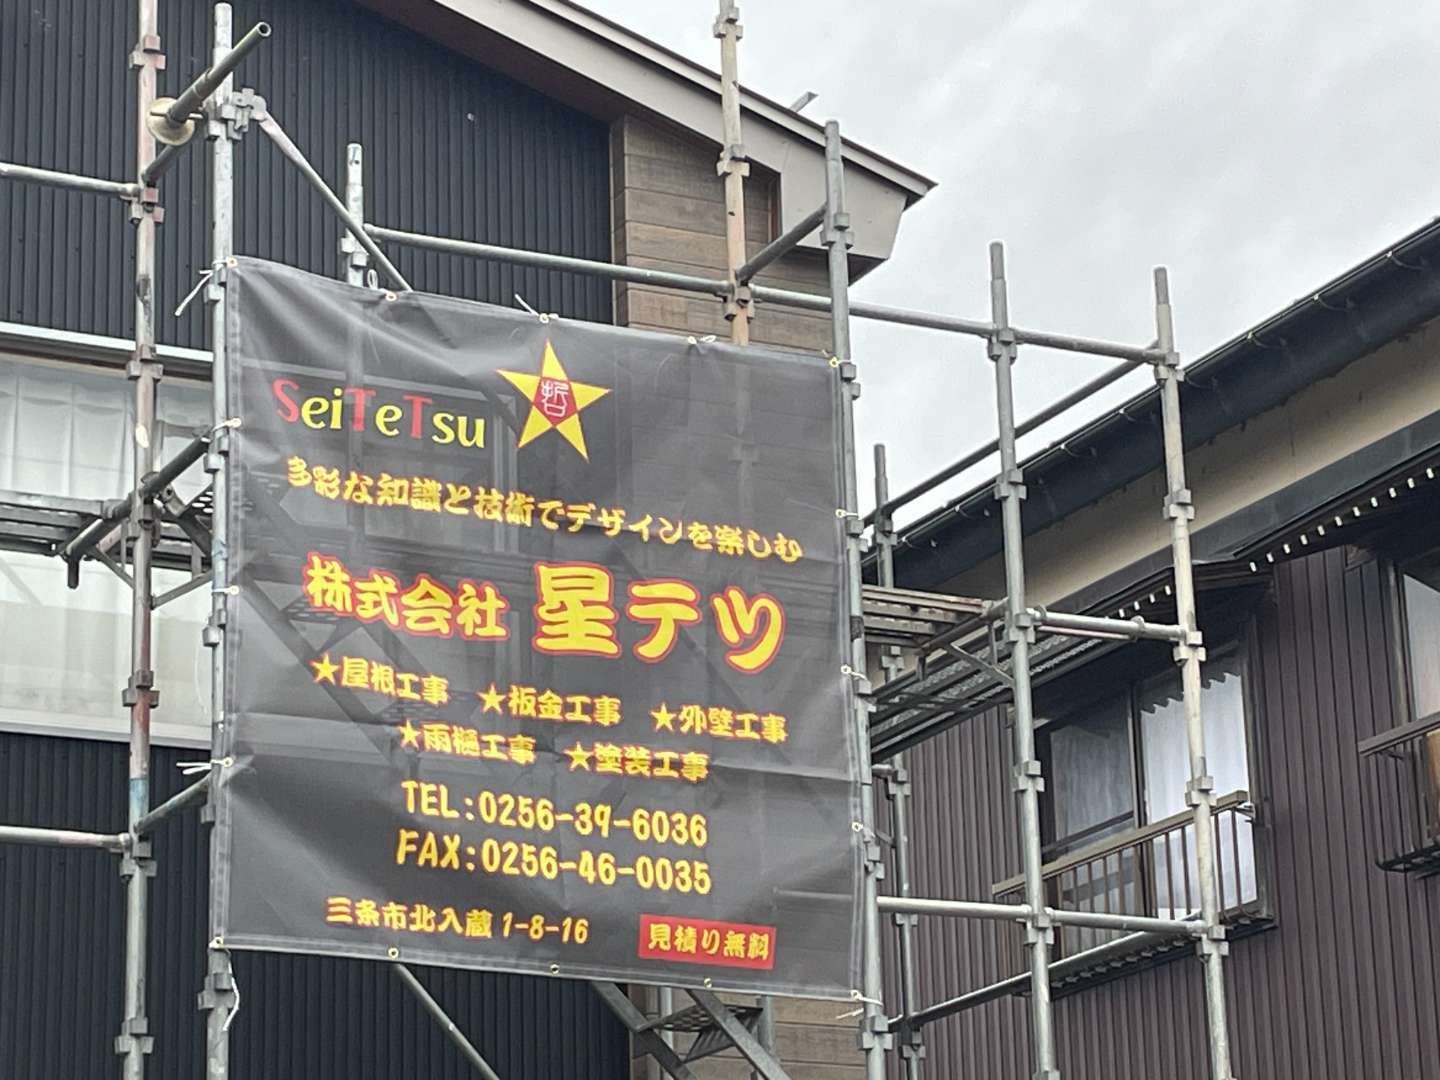 SeiTeTsu
哲
多彩な知識と技術でデザインを楽しむ
株式会社 星テツ
★屋根工事 ★板金工事 ★外壁工事
★雨樋工事 ★塗装工事
TEL:0256-39-6036
FAX:0256-46-0035
三条市北入蔵 1-8-16
見積り無料